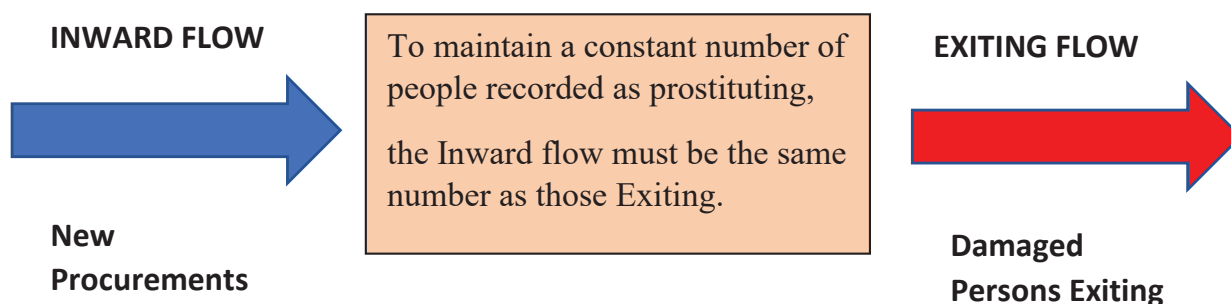 INWARD FLOW
New
Procurements
To maintain a constant number of
people recorded as prostituting,
the Inward flow must be the same
number as those Exiting.
EXITING FLOW
Damaged
Persons Exiting